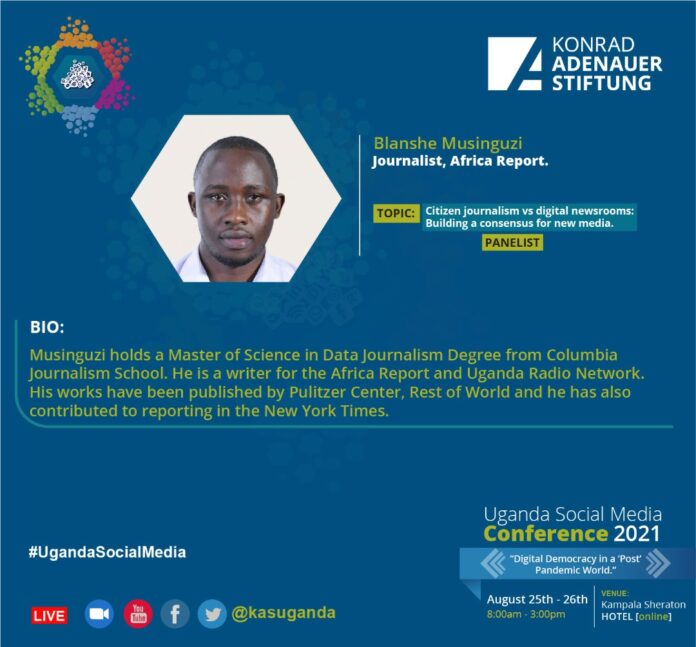 KONRAD
ADENAUER
STIFTUNG
Blanshe Musinguzi
Journalist, Africa Report.
TOPIC: Citizen journalism vs digital newsrooms:
Building a consensus for new media.
PANELIST
BIO:
Musinguzi holds a Master of Science in Data Journalism Degree from Columbia
Journalism School. He is a writer for the Africa Report and Uganda Radio Network.
His works have been published by Pulitzer Center, Rest of World and he has also
contributed to reporting in the New York Times.
Uganda Social Media
Conference 2021
#UgandaSocialMedia
“Digital Democracy in a ‘Post’
Pandemic World.”
August 25th - 26th
8:00am - 3:00pm
VENUE:
Kampala Sheraton
HOTEL [online]
LIVE
You
Tube
@kasuganda